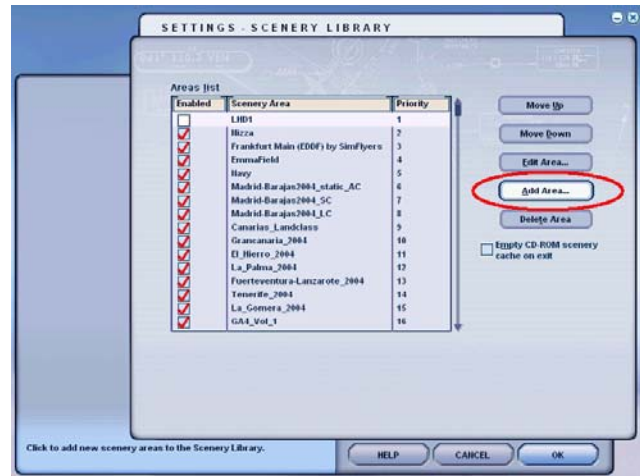 SETTINGS - SCENERY LIBRARY
Areas list
Enabled Scenery Area Priority
LHD1 1
Nizza 2
Frankfurt Main (EDDF) by SimFlyers 3
EmmaField 4
Navy 5
Madrid-Barajas2004_static_AC 6
Madrid-Barajas2004_SC 7
Madrid-Barajas2004_LC 8
Canarias_Landclass 9
Grancanaria_2004 10
El_Hierro_2004 11
La_Palma_2004 12
Fuerteventura-Lanzarote_2004 13
Tenerife_2004 14
La_Gomera_2004 15
GA4_Vol_1 16
Move Up
Move Down
Edit Area...
Add Area...
Delete Area
Empty CD-ROM scenery
cache on exit
Click to add new scenery areas to the Scenery Library.
HELP CANCEL OK